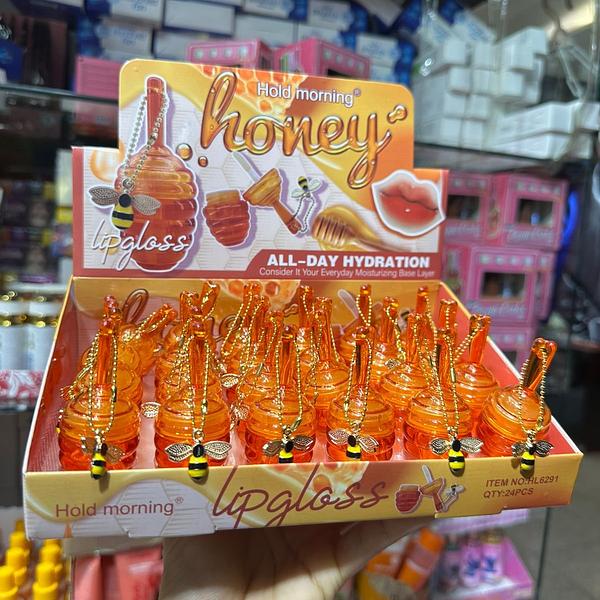 Hold morning®
honey
lipgloss
ALL-DAY HYDRATION
Consider It Your Everyday Moisturizing Base Layer
Hold morning®
lipgloss
ITEM NO:HL6291
QTY:24PCS